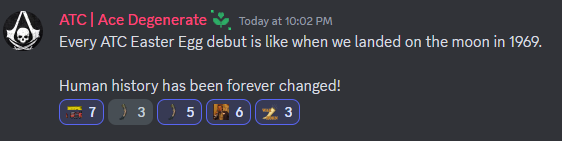 ATC | Ace Degenerate Today at 10:02 PM
Every ATC Easter Egg debut is like when we landed on the moon in 1969.
Human history has been forever changed!
7 3 5 6 3